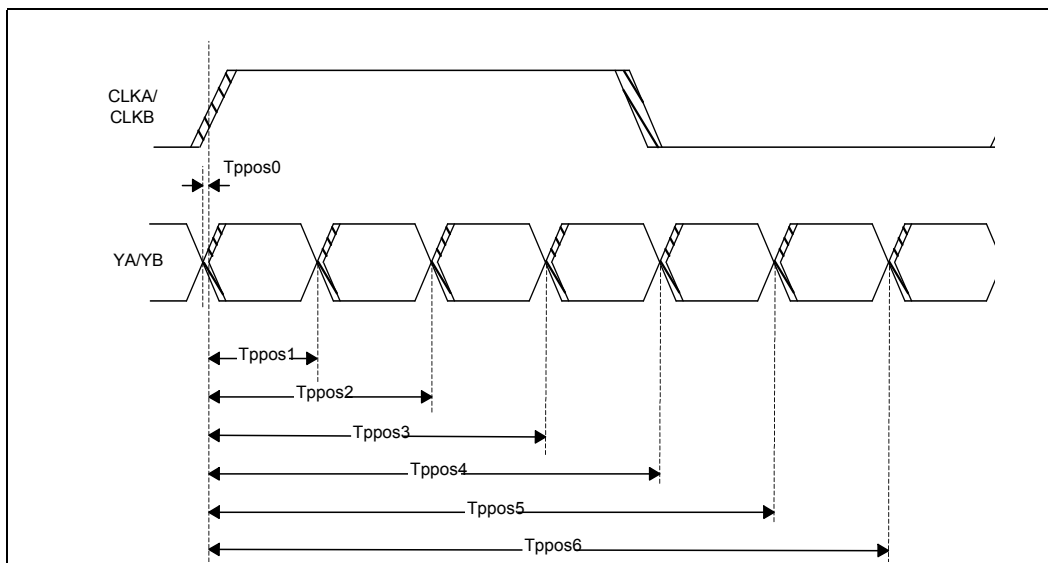 CLKA/
CLKB
Tppos0
YA/YB
Tppos1
Tppos2
Tppos3
Tppos4
Tppos5
Tppos6